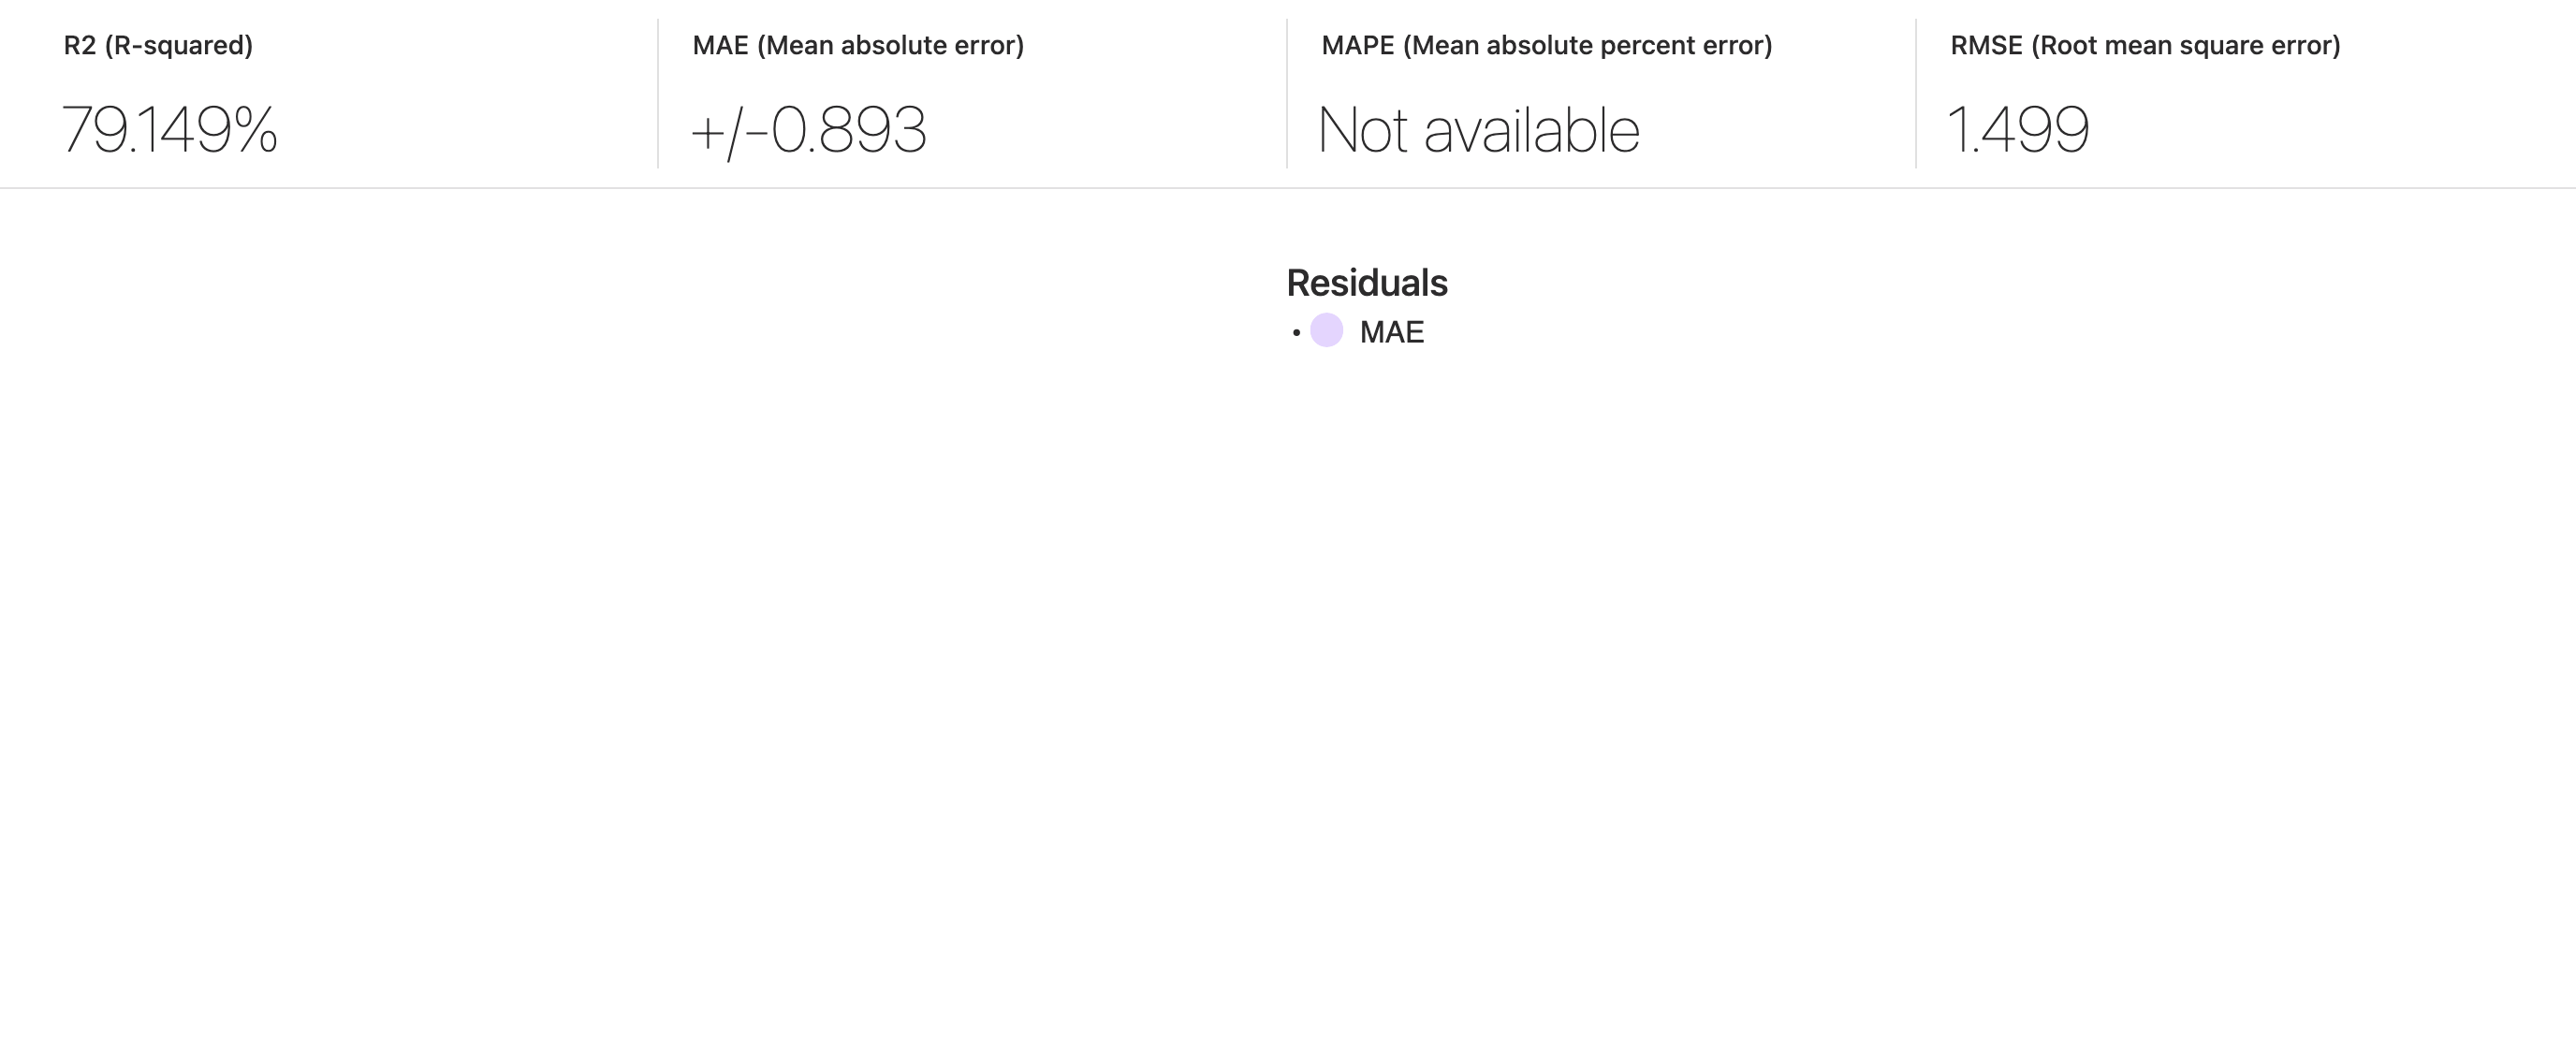 R2 (R-squared)
79.149%
MAE (Mean absolute error)
+/-0.893
MAPE (Mean absolute percent error)
Not available
RMSE (Root mean square error)
1.499
Residuals
• MAE